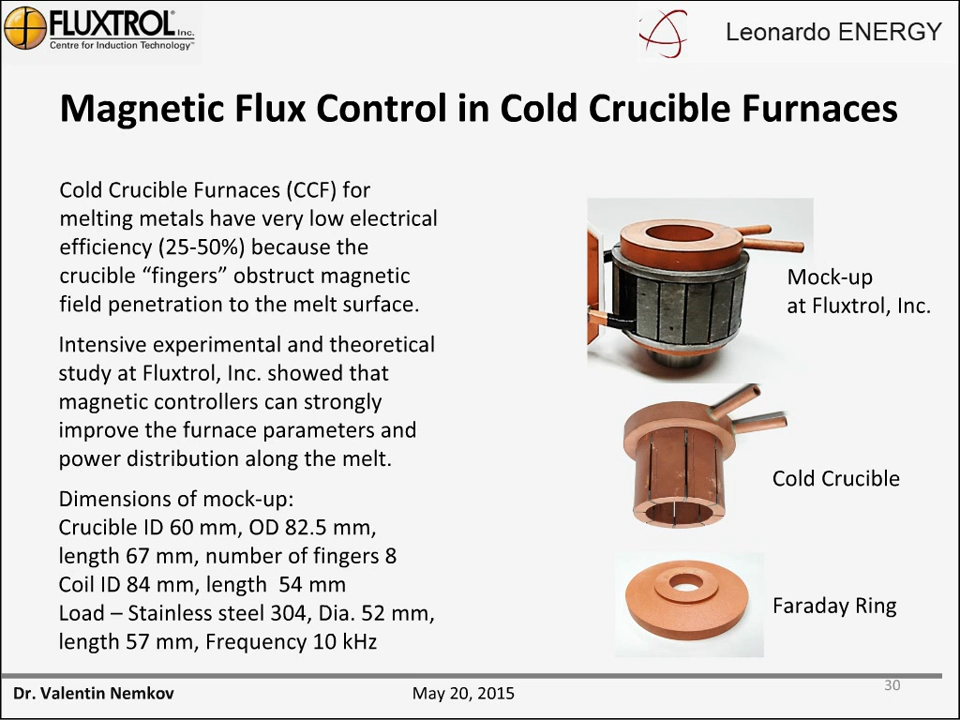 FLUXTROL Inc.
Centre for Induction Technology™
Leonardo ENERGY
Magnetic Flux Control in Cold Crucible Furnaces
Cold Crucible Furnaces (CCF) for
melting metals have very low electrical
efficiency (25-50%) because the
crucible “fingers” obstruct magnetic
field penetration to the melt surface.
Intensive experimental and theoretical
study at Fluxtrol, Inc. showed that
magnetic controllers can strongly
improve the furnace parameters and
power distribution along the melt.
Dimensions of mock-up:
Crucible ID 60 mm, OD 82.5 mm,
length 67 mm, number of fingers 8
Coil ID 84 mm, length 54 mm
Load – Stainless steel 304, Dia. 52 mm,
length 57 mm, Frequency 10 kHz
Mock-up
at Fluxtrol, Inc.
Cold Crucible
Faraday Ring
Dr. Valentin Nemkov
May 20, 2015
30